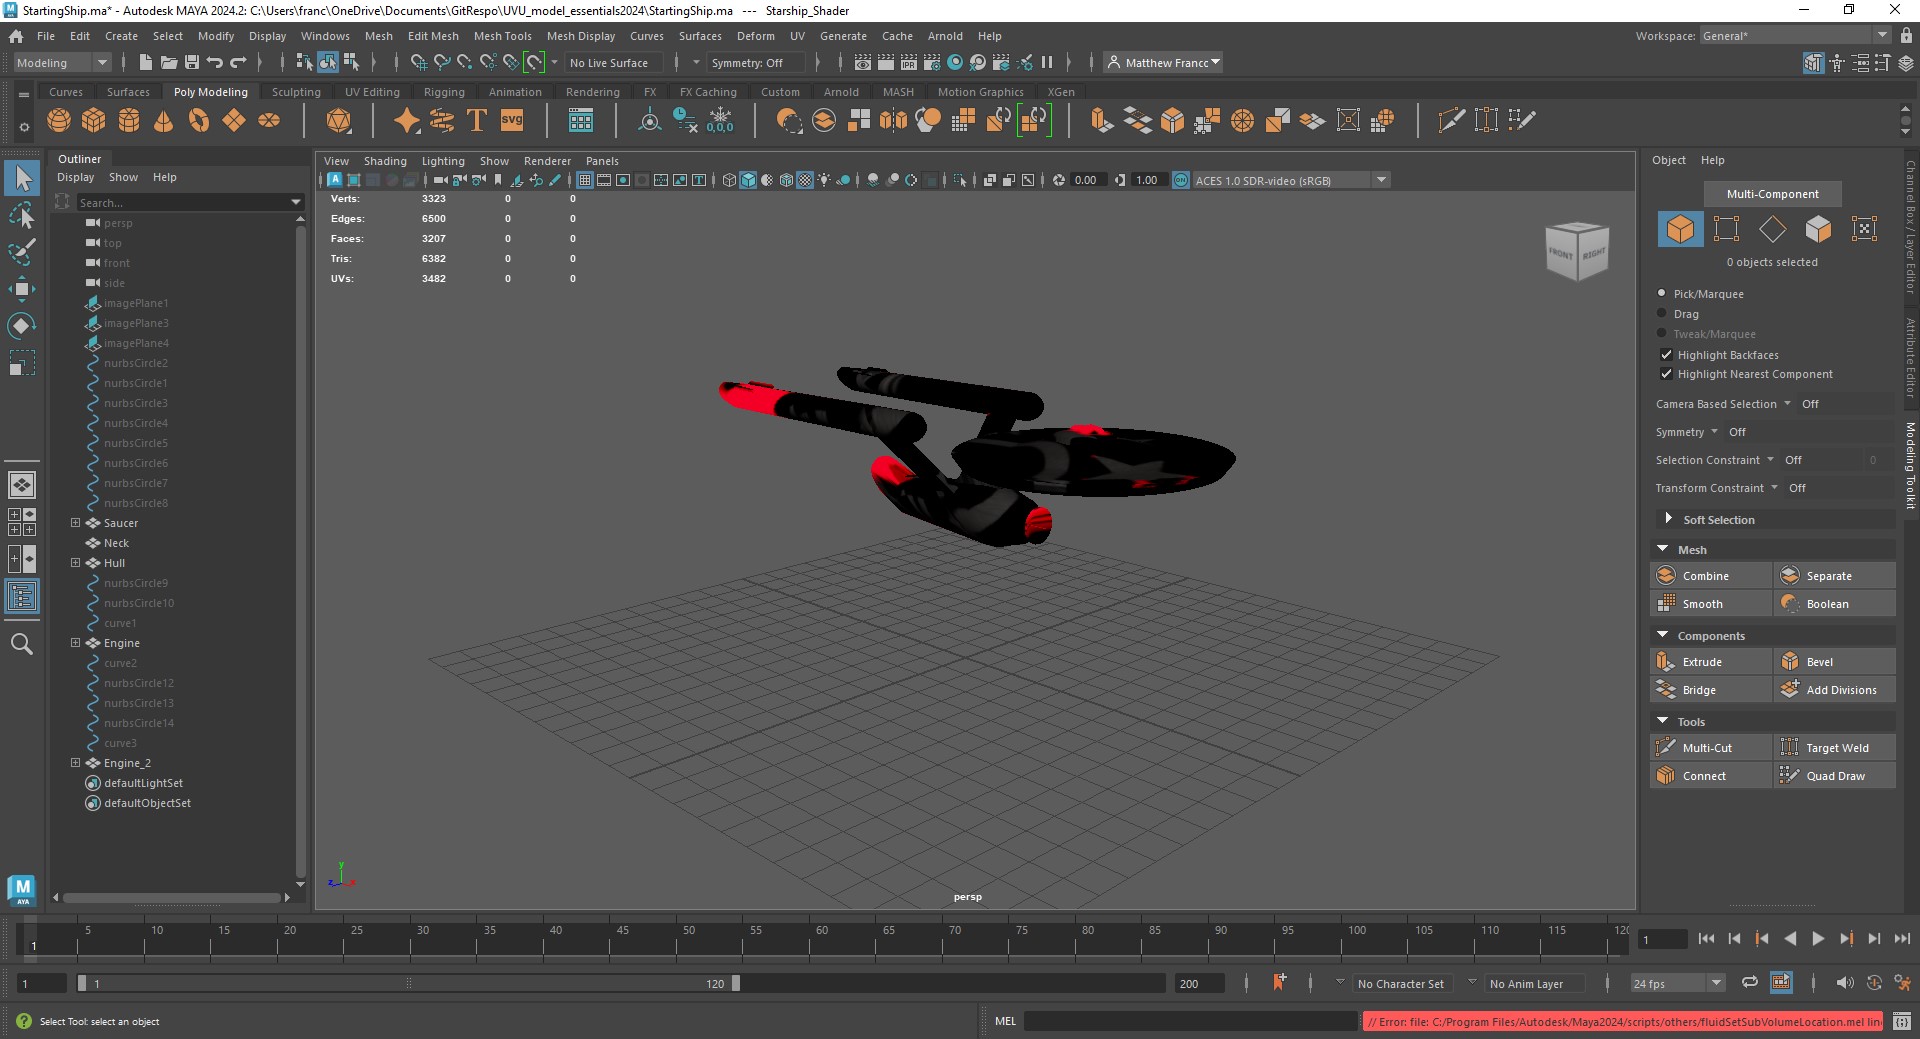 StartingShip.ma* - Autodesk MAYA 2024.2: C:\Users\franc\OneDrive\Documents\GitRespo\UVU_model_essentials2024\StartingShip.ma --- Starship_Shader
File Edit Create Select Modify Display Windows Mesh Edit Mesh Mesh Tools Mesh Display Curves Surfaces Deform UV Generate Cache Arnold Help
Workspace: General*
Modeling
No Live Surface
Symmetry: Off
Matthew Francc
Curves Surfaces Poly Modeling Sculpting UV Editing Rigging Animation Rendering FX FX Caching Custom Arnold MASH Motion Graphics XGen
svg
0,0,0
IPR
Outliner
Display Show Help
Search...
persp
top
front
side
imagePlane1
imagePlane3
imagePlane4
nurbsCircle2
nurbsCircle1
nurbsCircle3
nurbsCircle4
nurbsCircle5
nurbsCircle6
nurbsCircle7
nurbsCircle8
Saucer
Neck
Hull
nurbsCircle9
nurbsCircle10
curve1
Engine
curve2
nurbsCircle12
nurbsCircle13
nurbsCircle14
curve3
Engine_2
defaultLightSet
defaultObjectSet
M
AYA
View Shading Lighting Show Renderer Panels
0.00
1.00
ON
ACES 1.0 SDR-video (sRGB)
Verts: 3323 0 0
Edges: 6500 0 0
Faces: 3207 0 0
Tris: 6382 0 0
UVs: 3482 0 0
FRONT RIGHT
y
z x
persp
Object Help
Multi-Component
0 objects selected
Pick/Marquee
Drag
Tweak/Marquee
Highlight Backfaces
Highlight Nearest Component
Camera Based Selection Off
Symmetry Off
Selection Constraint Off 0
Transform Constraint Off
Soft Selection
Mesh
Combine Separate
Smooth Boolean
Components
Extrude Bevel
Bridge Add Divisions
Tools
Multi-Cut Target Weld
Connect Quad Draw
Channel Box / Layer Editor
Attribute Editor
Modeling Toolkit
5 10 15 20 25 30 35 40 45 50 55 60 65 70 75 80 85 90 95 100 105 110 115 120
1
1
1 1 120 200
No Character Set
No Anim Layer
24 fps
Select Tool: select an object
MEL
// Error: file: C:/Program Files/Autodesk/Maya2024/scripts/others/fluidSetSubVolumeLocation.mel line